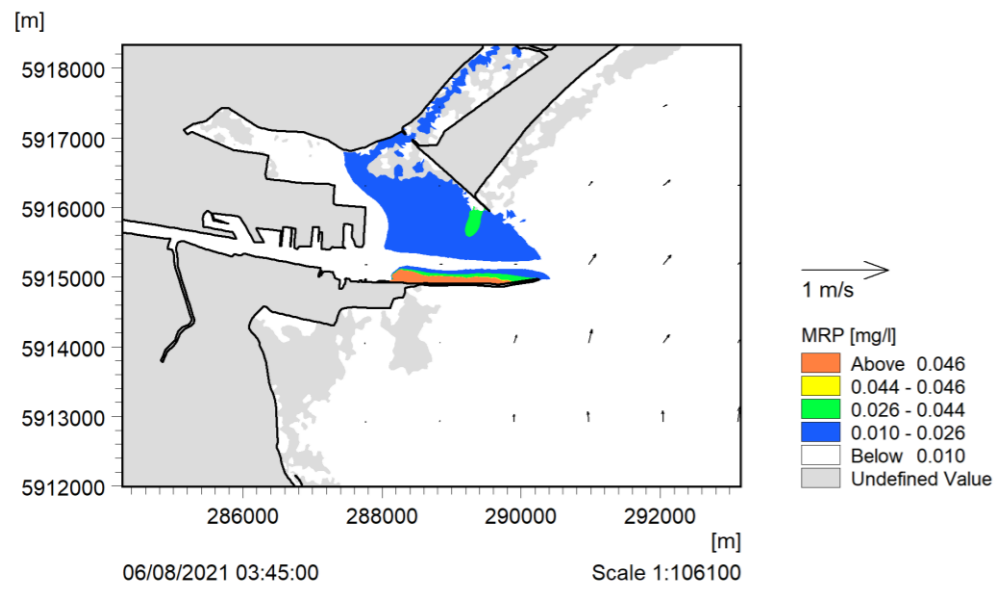 [m]
5918000
5917000
5916000
5915000
5914000
5913000
5912000
286000 288000 290000 292000
[m]
06/08/2021 03:45:00 Scale 1:106100
1 m/s
MRP [mg/l]
Above 0.046
0.044 - 0.046
0.026 - 0.044
0.010 - 0.026
Below 0.010
Undefined Value